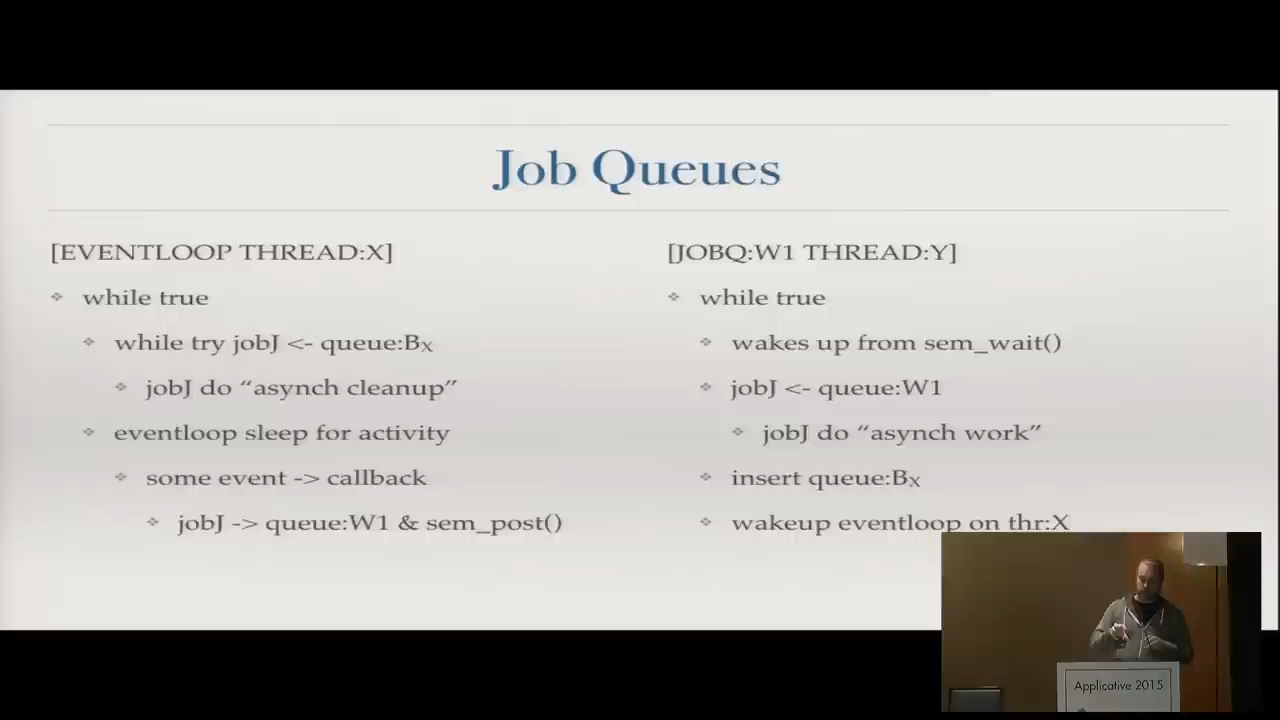 Job Queues
[EVENTLOOP THREAD:X]
while true
while try jobJ <- queue:BX
jobJ do “asynch cleanup”
eventloop sleep for activity
some event -> callback
jobJ -> queue:W1 & sem_post()
[JOBQ:W1 THREAD:Y]
while true
wakes up from sem_wait()
jobJ <- queue:W1
jobJ do “asynch work”
insert queue:BX
wakeup eventloop on thr:X
Applicative 2015